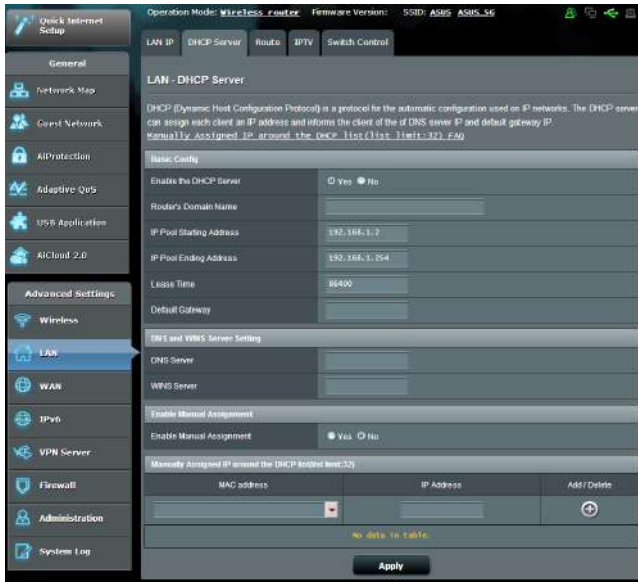 Quick Internet
Setup
Operation Mode: Wireless router Firmware Version: SSID: ASUS ASUS_5G
LAN IP DHCP Server Route IPTV Switch Control
General
Network Map
Guest Network
AiProtection
Adaptive QoS
USB Application
AiCloud 2.0
Advanced Settings
Wireless
LAN
WAN
IPv6
VPN Server
Firewall
Administration
System Log
LAN - DHCP Server
DHCP (Dynamic Host Configuration Protocol) is a protocol for the automatic configuration used on IP networks. The DHCP server
can assign each client an IP address and informs the client of the of DNS server IP and default gateway IP.
Manually Assigned IP around the DHCP list(list limit:32) FAQ
Basic Config
Enable the DHCP Server Yes No
Router's Domain Name
IP Pool Starting Address 192.168.1.2
IP Pool Ending Address 192.168.1.254
Lease Time 86400
Default Gateway
DNS and WINS Server Setting
DNS Server
WINS Server
Enable Manual Assignment
Enable Manual Assignment Yes No
Manually Assigned IP around the DHCP list(list limit:32)
MAC address IP Address Add / Delete
No data in table.
Apply